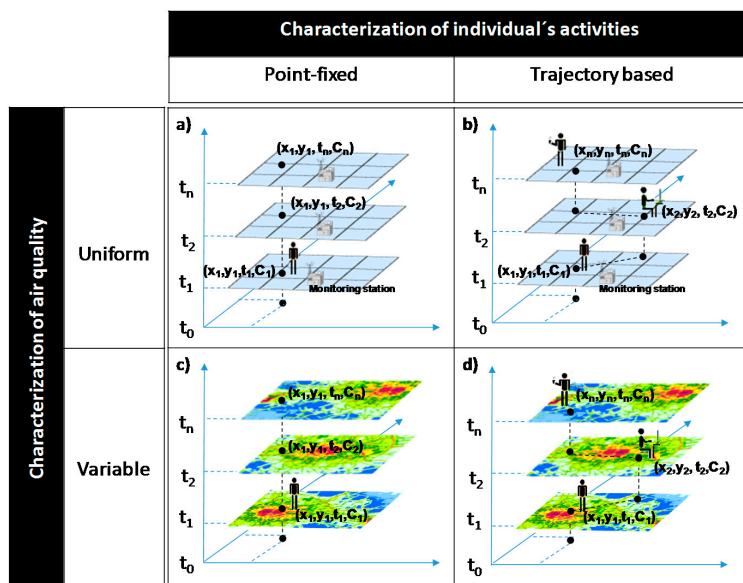 Characterization of individual´s activities
Point-fixed
Trajectory based
Characterization of air quality
Uniform
Variable
a)
(x₁,y₁,tₙ,Cₙ)
tₙ
(x₁,y₁, t₂,C₂)
t₂
(x₁,y₁,t₁,C₁)
t₁
Monitoring station
t₀
b)
(xₙ,yₙ,tₙ,Cₙ)
tₙ
(x₂,y₂, t₂,C₂)
t₂
(x₁,y₁,t₁,C₁)
t₁
Monitoring station
t₀
c)
(x₁,y₁, tₙ,Cₙ)
tₙ
(x₁,y₁,t₂,C₂)
t₂
(x₁,y₁,t₁,C₁)
t₁
t₀
d)
(xₙ,yₙ,tₙ,Cₙ)
tₙ
(x₂,y₂, t₂,C₂)
t₂
(x₁,y₁,t₁,C₁)
t₁
t₀